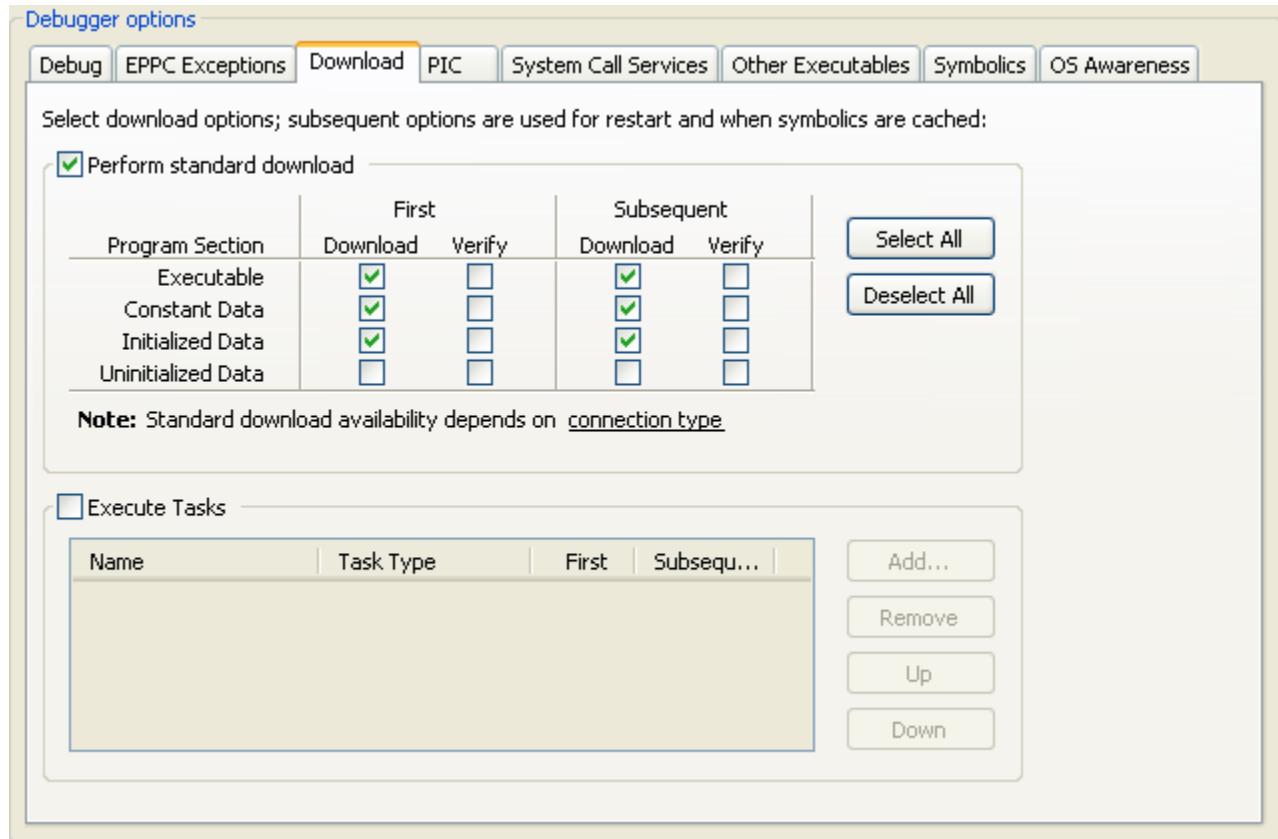 Debugger options
Debug EPPC Exceptions Download PIC System Call Services Other Executables Symbolics OS Awareness
Select download options; subsequent options are used for restart and when symbolics are cached:
Perform standard download
First Subsequent
Program Section Download Verify Download Verify
Select All
Executable
Constant Data
Deselect All
Initialized Data
Uninitialized Data
Note: Standard download availability depends on connection type
Execute Tasks
Name Task Type First Subsequ...
Add...
Remove
Up
Down